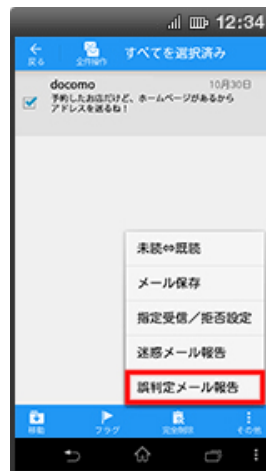 12:34
戻る
全件操作
すべてを選択済み
docomo
10月30日
予約したお店だけど、ホームページがあるから
アドレスを送るね！
未読⇔既読
メール保存
指定受信／拒否設定
迷惑メール報告
誤判定メール報告
移動
フラグ
完全削除
その他